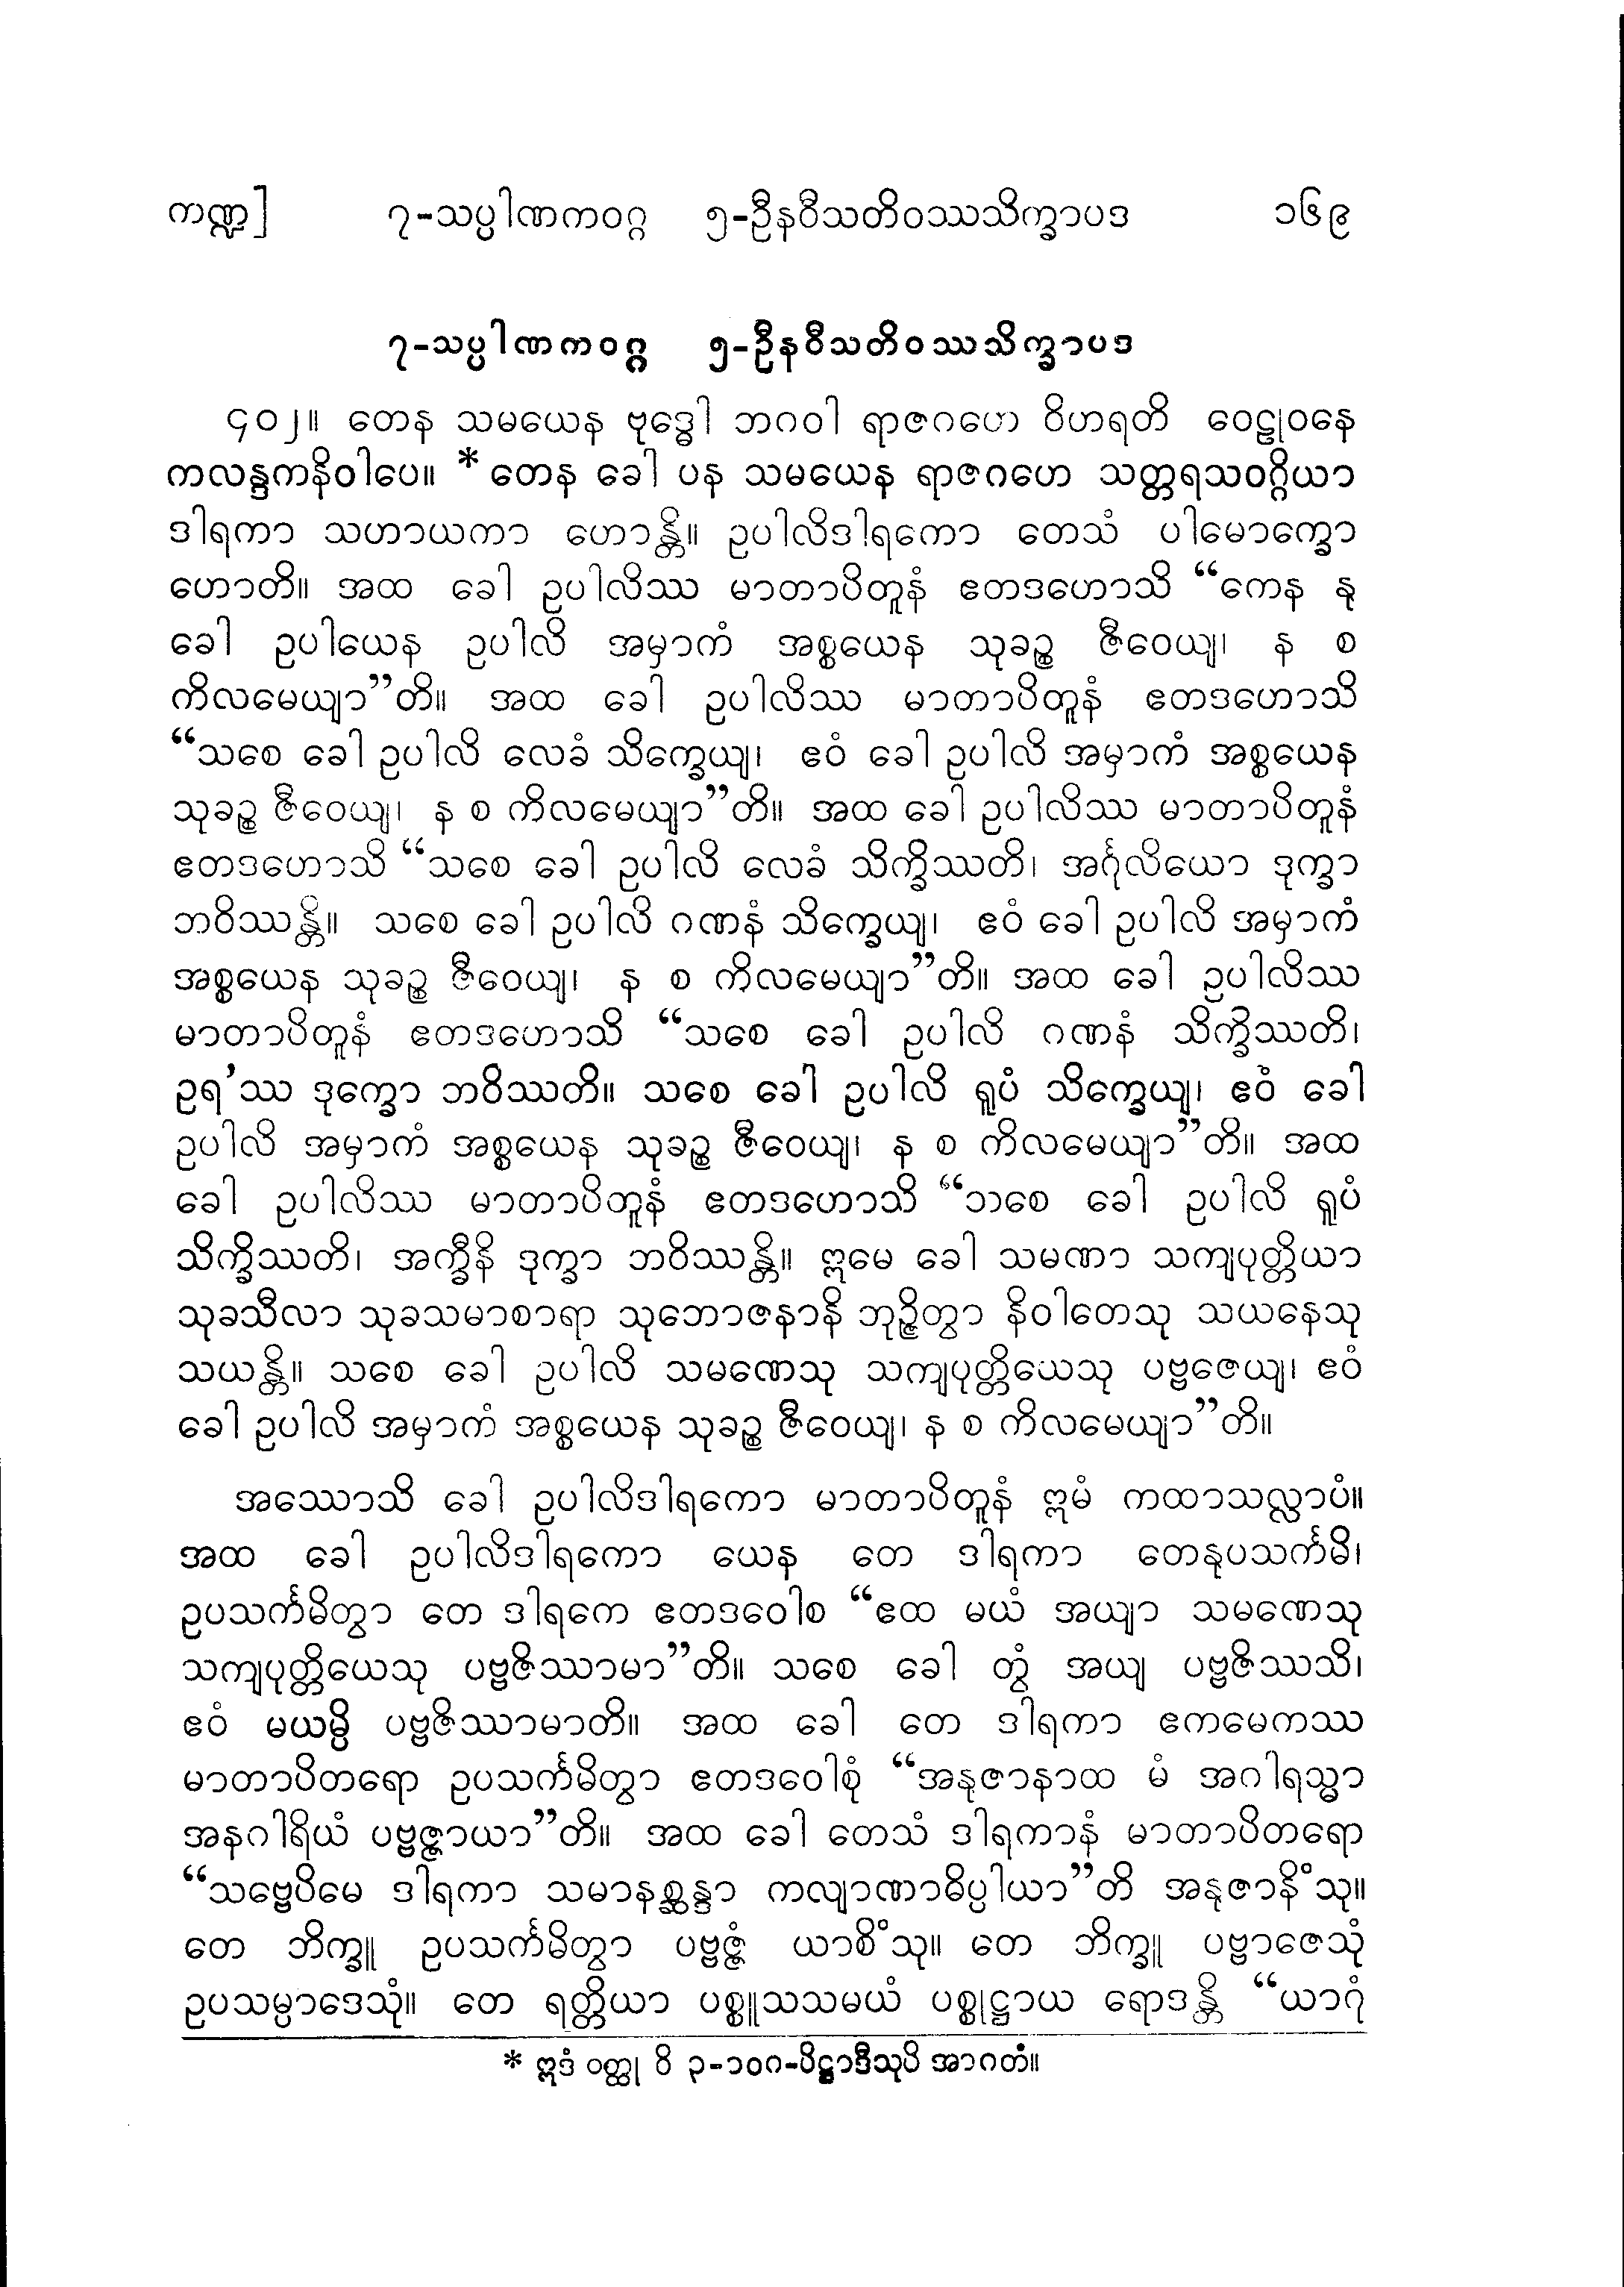 ကဏ္ဍ] ၇-သပ္ပါဏကဝဂ္ဂ ၅-ဦနဝီသတိဝဿသိက္ခာပဒ ၁၆၉
၇-သပ္ပါဏကဝဂ္ဂ ၅-ဦနဝီသတိဝဿသိက္ခာပဒ
၄၀၂။ တေန သမယေန ဗုဒ္ဓေါ ဘဂဝါ ရာဇဂဟေ ဝိဟရတိ ဝေဠုဝနေ
ကလန္ဒကနိဝါပေ။ * တေန ခေါ ပန သမယေန ရာဇဂဟေ သတ္တရသဝဂ္ဂိယာ
ဒါရကာ သဟာယကာ ဟောန္တိ။ ဥပါလိဒါရကော တေသံ ပါမောက္ခော
ဟောတိ။ အထ ခေါ ဥပါလိဿ မာတာပိတူနံ ဧတဒဟောသိ “ကေန နု
ခေါ ဥပါယေန ဥပါလိ အမှာကံ အစ္စယေန သုခဉ္စ ဇီဝေယျ၊ န စ
ကိလမေယျာ”တိ။ အထ ခေါ ဥပါလိဿ မာတာပိတူနံ ဧတဒဟောသိ
“သစေ ခေါ ဥပါလိ လေခံ သိက္ခေယျ၊ ဧဝံ ခေါ ဥပါလိ အမှာကံ အစ္စယေန
သုခဉ္စ ဇီဝေယျ၊ န စ ကိလမေယျာ”တိ။ အထ ခေါ ဥပါလိဿ မာတာပိတူနံ
ဧတဒဟောသိ “သစေ ခေါ ဥပါလိ လေခံ သိက္ခိဿတိ၊ အင်္ဂုလိယော ဒုက္ခာ
ဘဝိဿန္တိ။ သစေ ခေါ ဥပါလိ ဂဏနံ သိက္ခေယျ၊ ဧဝံ ခေါ ဥပါလိ အမှာကံ
အစ္စယေန သုခဉ္စ ဇီဝေယျ၊ န စ ကိလမေယျာ”တိ။ အထ ခေါ ဥပါလိဿ
မာတာပိတူနံ ဧတဒဟောသိ “သစေ ခေါ ဥပါလိ ဂဏနံ သိက္ခိဿတိ၊
ဥရ’ဿ ဒုက္ခော ဘဝိဿတိ။ သစေ ခေါ ဥပါလိ ရူပံ သိက္ခေယျ၊ ဧဝံ ခေါ
ဥပါလိ အမှာကံ အစ္စယေန သုခဉ္စ ဇီဝေယျ၊ န စ ကိလမေယျာ”တိ။ အထ
ခေါ ဥပါလိဿ မာတာပိတူနံ ဧတဒဟောသိ “သစေ ခေါ ဥပါလိ ရူပံ
သိက္ခိဿတိ၊ အက္ခီနိ ဒုက္ခာ ဘဝိဿန္တိ။ ဣမေ ခေါ သမဏာ သကျပုတ္တိယာ
သုခသီလာ သုခသမာစာရာ သုဘောဇနာနိ ဘုဉ္ဇိတွာ နိဝါတေသု သယနေသု
သယန္တိ။ သစေ ခေါ ဥပါလိ သမဏေသု သကျပုတ္တိယေသု ပဗ္ဗဇေယျ၊ ဧဝံ
ခေါ ဥပါလိ အမှာကံ အစ္စယေန သုခဉ္စ ဇီဝေယျ၊ န စ ကိလမေယျာ”တိ။
အဿောသိ ခေါ ဥပါလိဒါရကော မာတာပိတူနံ ဣမံ ကထာသလ္လာပံ။
အထ ခေါ ဥပါလိဒါရကော ယေန တေ ဒါရကာ တေနုပသင်္ကမိ၊
ဥပသင်္ကမိတွာ တေ ဒါရကေ ဧတဒဝေါစ “ဧထ မယံ အယျာ သမဏေသု
သကျပုတ္တိယေသု ပဗ္ဗဇိဿာမာ”တိ။ သစေ ခေါ တွံ အယျ ပဗ္ဗဇိဿသိ၊
ဧဝံ မယမ္ပိ ပဗ္ဗဇိဿာမာတိ။ အထ ခေါ တေ ဒါရကာ ဧကမေကဿ
မာတာပိတရော ဥပသင်္ကမိတွာ ဧတဒဝေါစုံ “အနုဇာနာထ မံ အဂါရသ္မာ
အနဂါရိယံ ပဗ္ဗဇ္ဇာယာ”တိ။ အထ ခေါ တေသံ ဒါရကာနံ မာတာပိတရော
“သဗ္ဗေပိမေ ဒါရကာ သမာနစ္ဆန္ဒာ ကလျာဏာဓိပ္ပါယာ”တိ အနုဇာနိံသု။
တေ ဘိက္ခူ ဥပသင်္ကမိတွာ ပဗ္ဗဇ္ဇံ ယာစိံသု။ တေ ဘိက္ခူ ပဗ္ဗာဇေသုံ
ဥပသမ္ပာဒေသုံ။ တေ ရတ္တိယာ ပစ္စူသသမယံ ပစ္စုဋ္ဌာယ ရောဒန္တိ “ယာဂုံ
* ဣဒံ ဝတ္ထု ဝိ ၃-၁၀၈-ပိဋ္ဌာဒီသုပိ အာဂတံ။